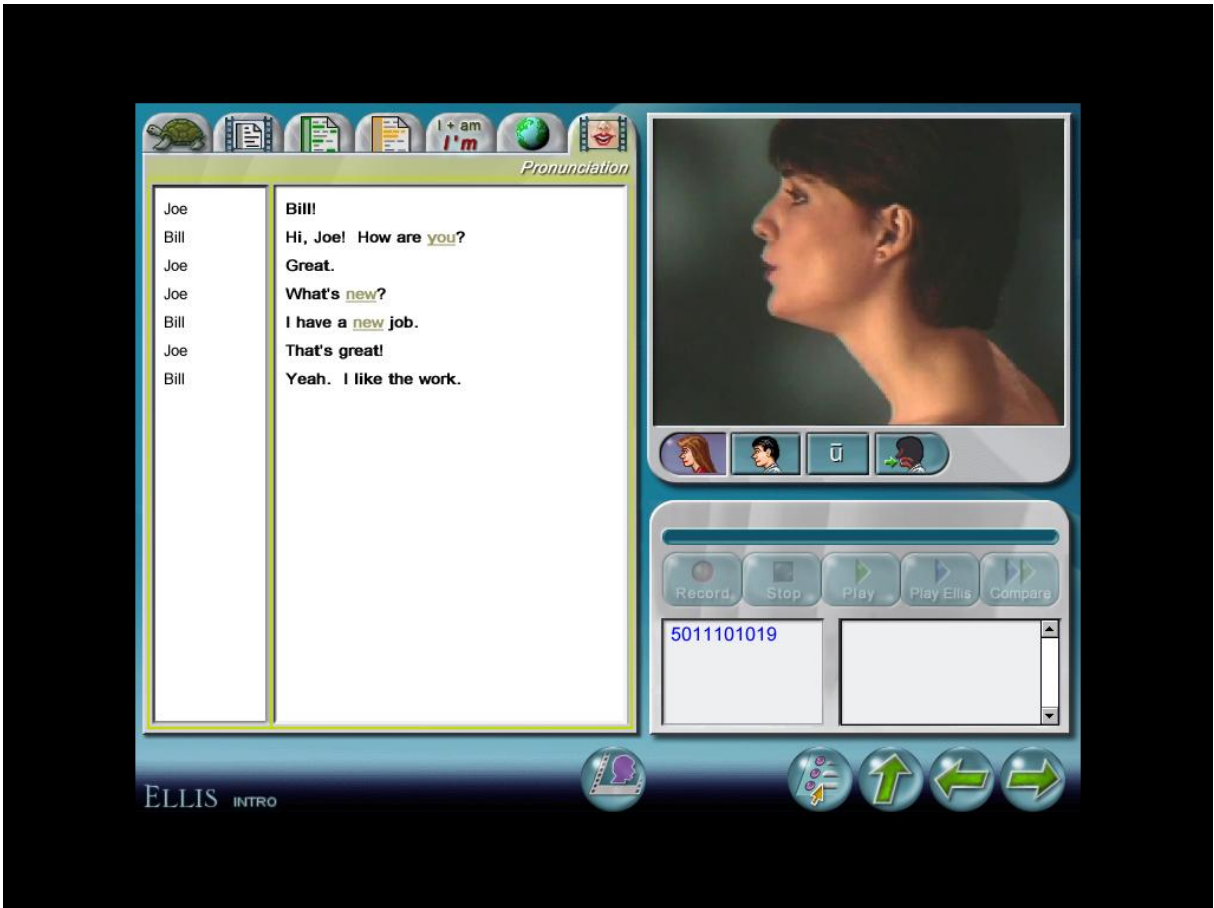 I + am
I'm
Pronunciation
Joe Bill!
Bill Hi, Joe! How are you?
Joe Great.
Joe What's new?
Bill I have a new job.
Joe That's great!
Bill Yeah. I like the work.
ū
Record Stop Play Play Ellis Compare
5011101019
ELLIS INTRO